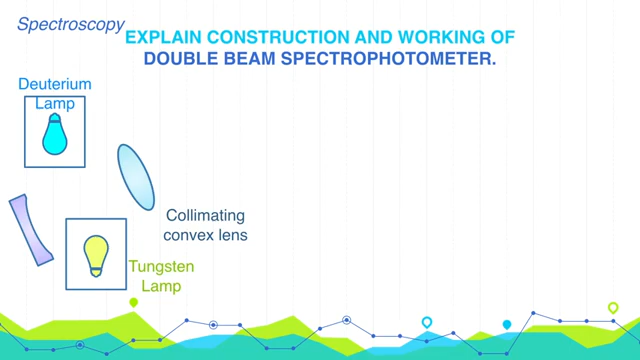 Spectroscopy
EXPLAIN CONSTRUCTION AND WORKING OF
DOUBLE BEAM SPECTROPHOTOMETER.
Deuterium
Lamp
Collimating
convex lens
Tungsten
Lamp